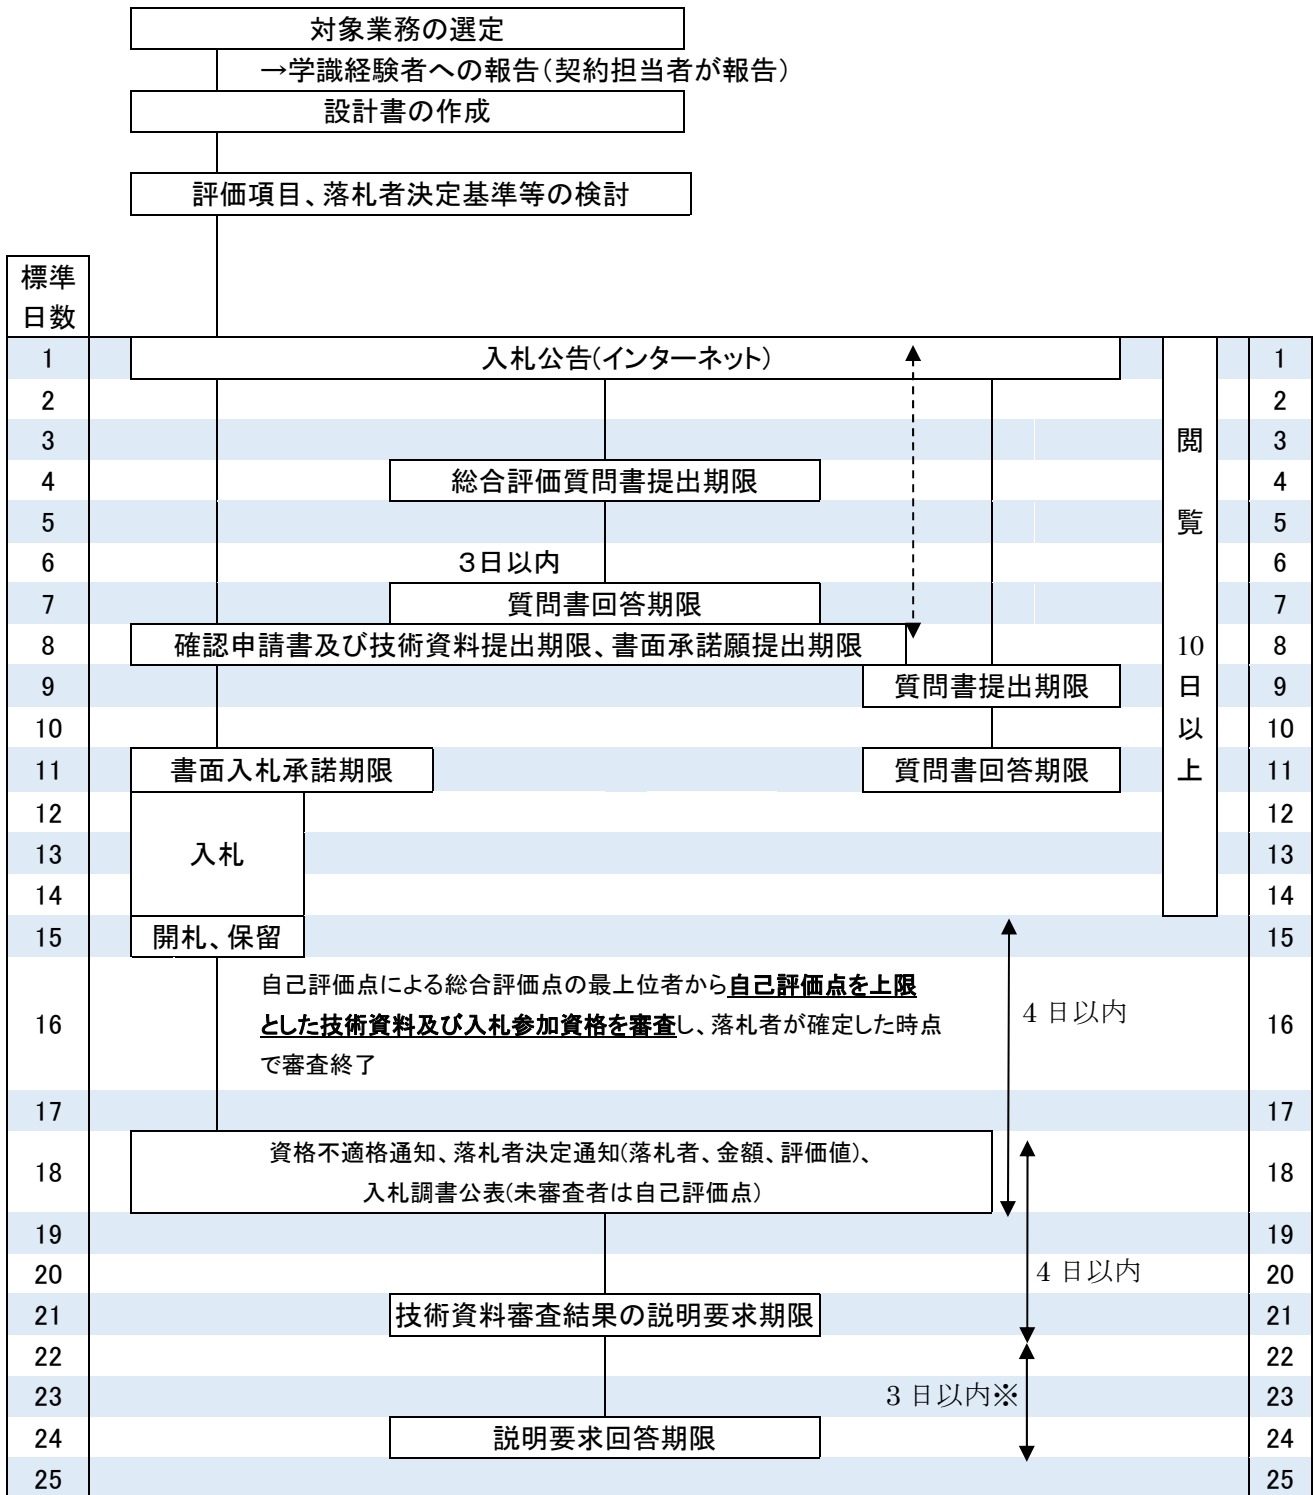 対象業務の選定
→学識経験者への報告(契約担当者が報告)
設計書の作成
評価項目、落札者決定基準等の検討
標準
日数
1 入札公告(インターネット) 1
2 2
3 閲 3
4 総合評価質問書提出期限 4
5 覧 5
6 3日以内 6
7 質問書回答期限 7
8 確認申請書及び技術資料提出期限、書面承諾願提出期限 10 8
9 質問書提出期限 日 9
10 以 10
11 書面入札承諾期限 質問書回答期限 上 11
12 12
13 入札 13
14 14
15 開札、保留 15
自己評価点による総合評価点の最上位者から自己評価点を上限
16 とした技術資料及び入札参加資格を審査し、落札者が確定した時点 4日以内 16
で審査終了
17 17
資格不適格通知、落札者決定通知(落札者、金額、評価値)、
18 18
入札調書公表(未審査者は自己評価点)
19 19
20 4日以内 20
21 技術資料審査結果の説明要求期限 21
22 22
23 3日以内※ 23
24 説明要求回答期限 24
25 25